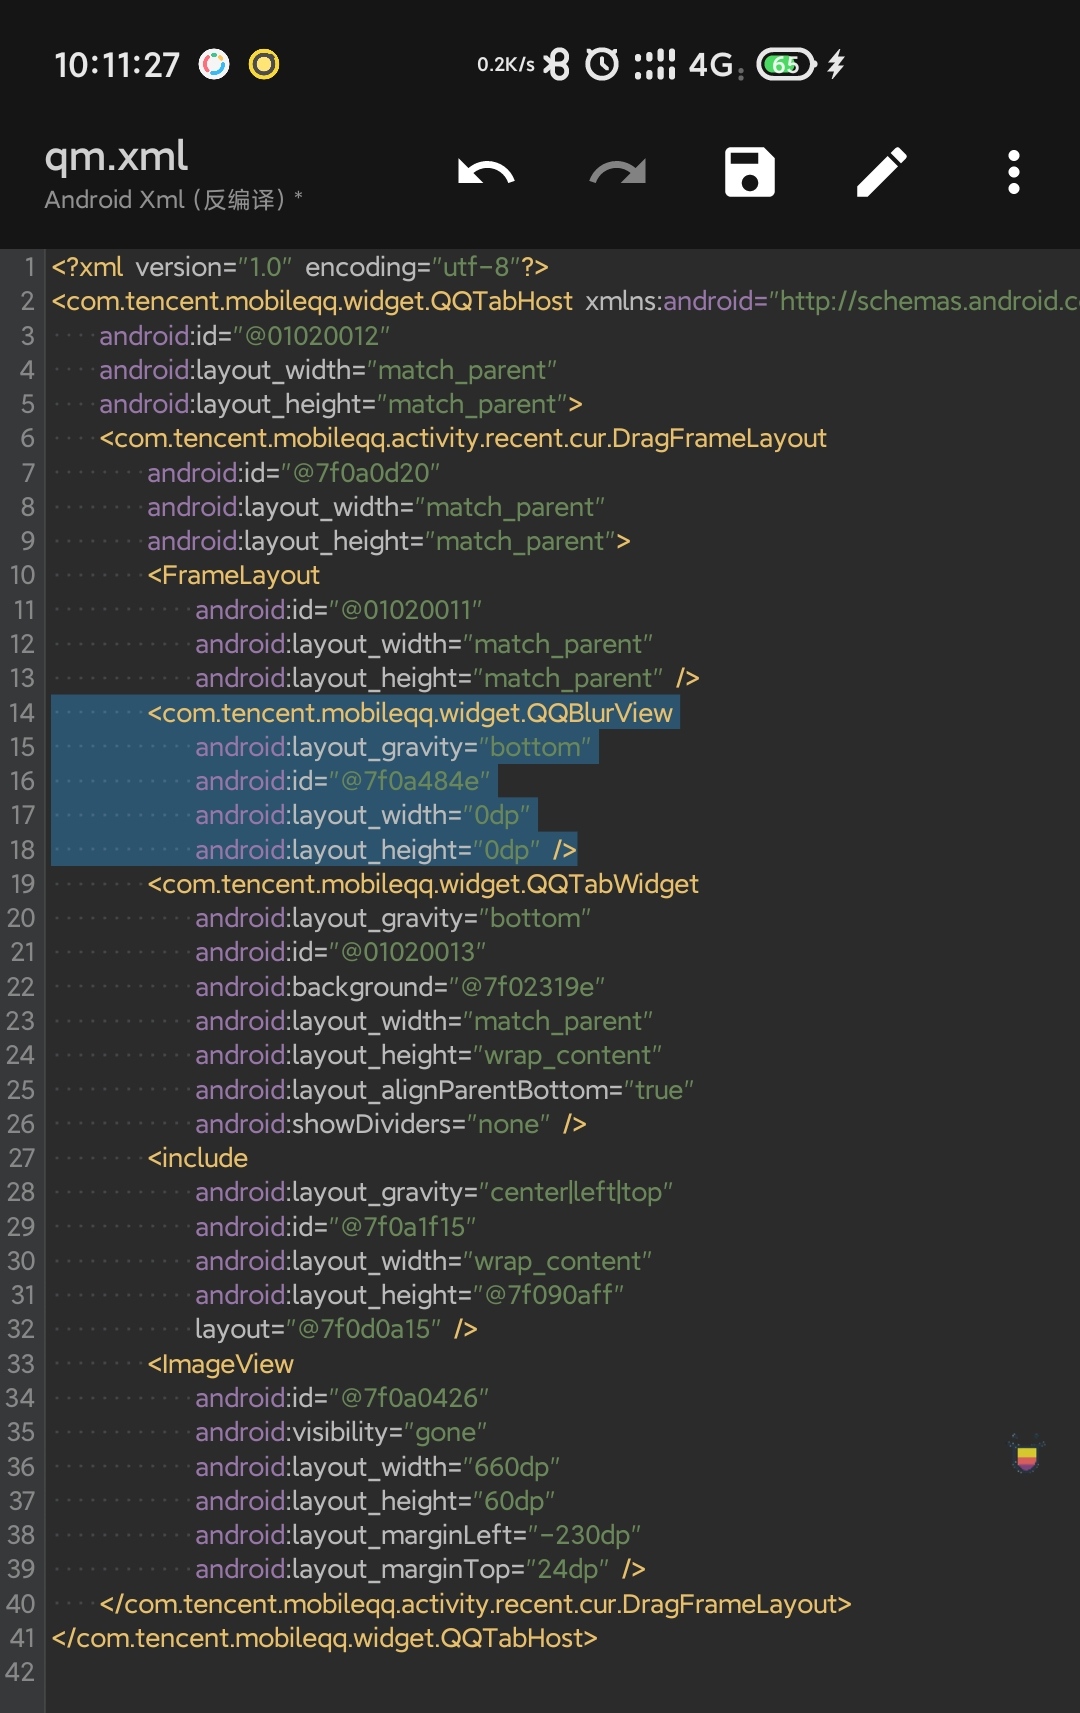 10:11:27 0.2K/s 4G 65
qm.xml
Android Xml (反编译) *
1 <?xml version="1.0" encoding="utf-8"?>
2 <com.tencent.mobileqq.widget.QQTabHost xmlns:android="http://schemas.android.c
3 android:id="@01020012"
4 android:layout_width="match_parent"
5 android:layout_height="match_parent">
6 <com.tencent.mobileqq.activity.recent.cur.DragFrameLayout
7 android:id="@7f0a0d20"
8 android:layout_width="match_parent"
9 android:layout_height="match_parent">
10 <FrameLayout
11 android:id="@01020011"
12 android:layout_width="match_parent"
13 android:layout_height="match_parent" />
14 <com.tencent.mobileqq.widget.QQBlurView
15 android:layout_gravity="bottom"
16 android:id="@7f0a484e"
17 android:layout_width="0dp"
18 android:layout_height="0dp" />
19 <com.tencent.mobileqq.widget.QQTabWidget
20 android:layout_gravity="bottom"
21 android:id="@01020013"
22 android:background="@7f02319e"
23 android:layout_width="match_parent"
24 android:layout_height="wrap_content"
25 android:layout_alignParentBottom="true"
26 android:showDividers="none" />
27 <include
28 android:layout_gravity="center|left|top"
29 android:id="@7f0a1f15"
30 android:layout_width="wrap_content"
31 android:layout_height="@7f090aff"
32 layout="@7f0d0a15" />
33 <ImageView
34 android:id="@7f0a0426"
35 android:visibility="gone"
36 android:layout_width="660dp"
37 android:layout_height="60dp"
38 android:layout_marginLeft="-230dp"
39 android:layout_marginTop="24dp" />
40 </com.tencent.mobileqq.activity.recent.cur.DragFrameLayout>
41 </com.tencent.mobileqq.widget.QQTabHost>
42